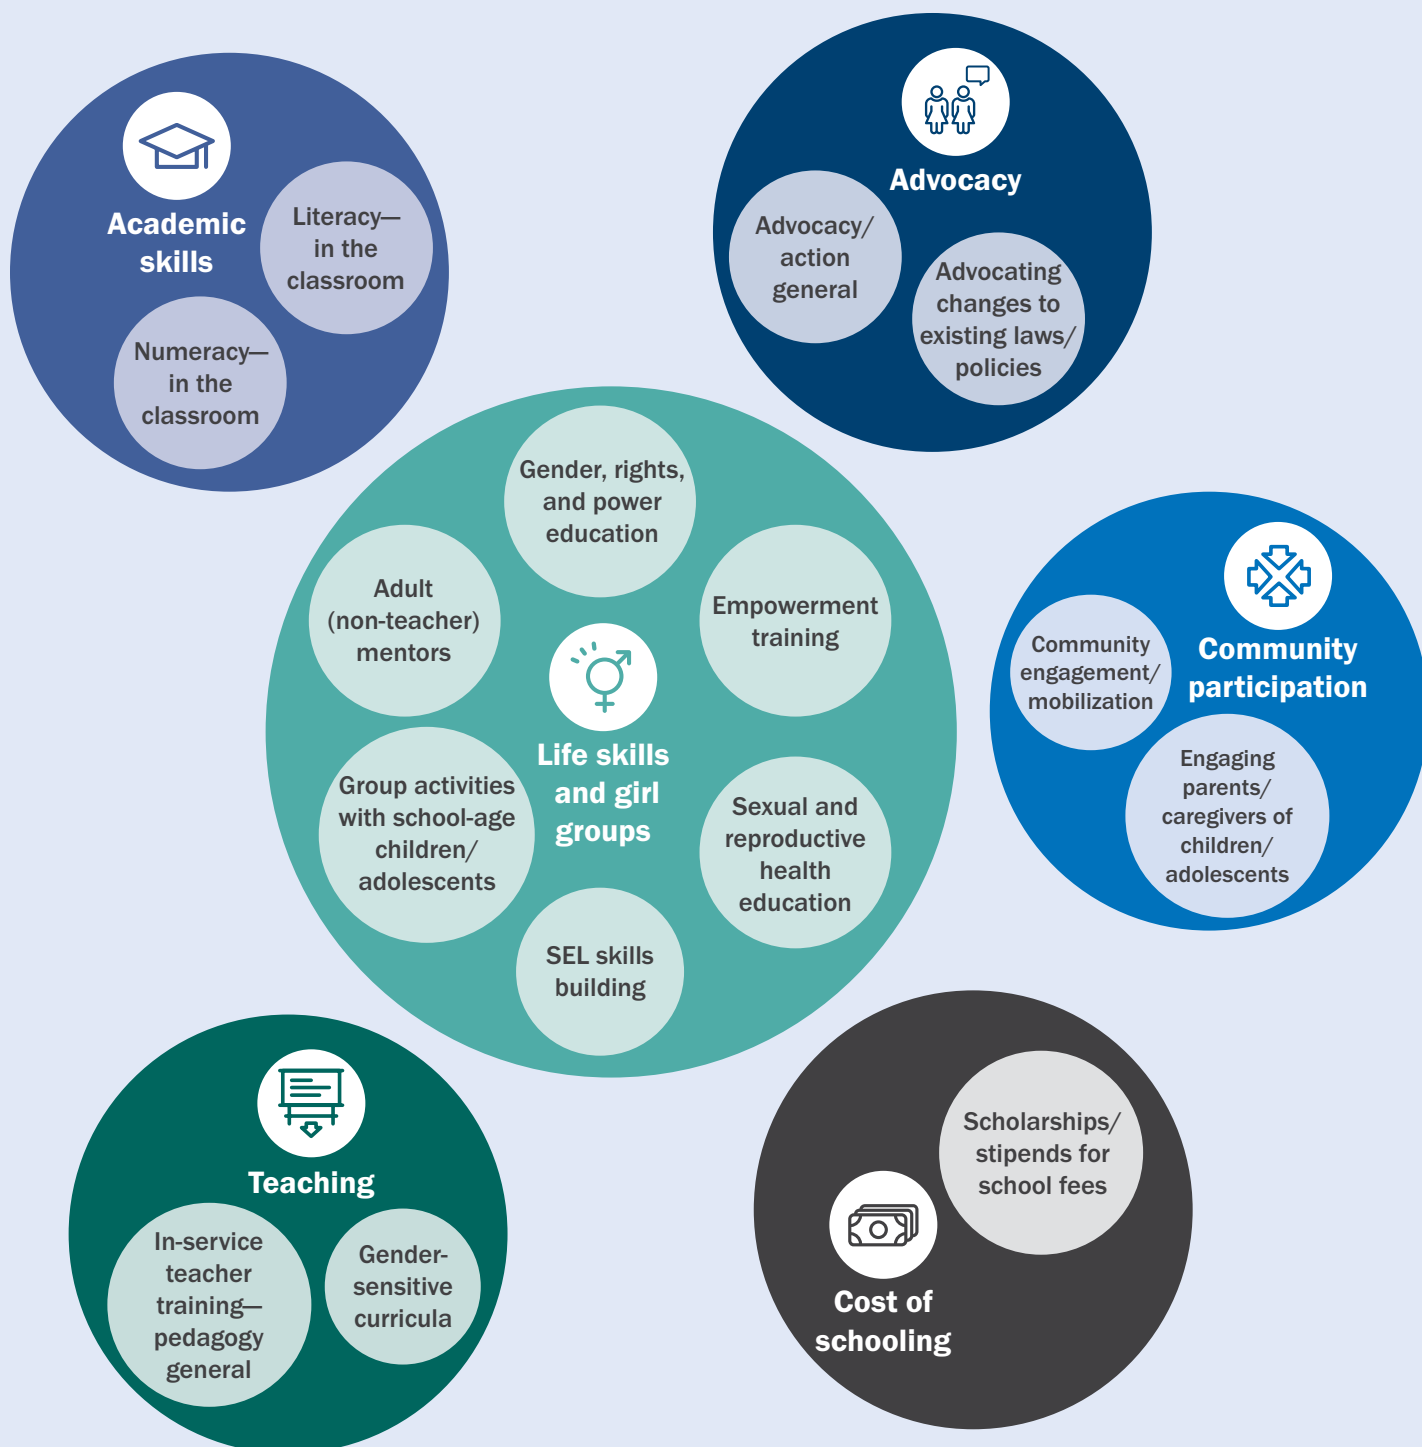 Academic
skills
Literacy—
in the
classroom
Numeracy—
in the
classroom
Advocacy
Advocacy/
action
general
Advocating
changes to
existing laws/
policies
Gender, rights,
and power
education
Adult
(non-teacher)
mentors
Empowerment
training
Life skills
and girl
groups
Group activities
with school-age
children/
adolescents
Sexual and
reproductive
health
education
SEL skills
building
Community
participation
Community
engagement/
mobilization
Engaging
parents/
caregivers of
children/
adolescents
Teaching
In-service
teacher
training—
pedagogy
general
Gender-
sensitive
curricula
Scholarships/
stipends for
school fees
Cost of
schooling